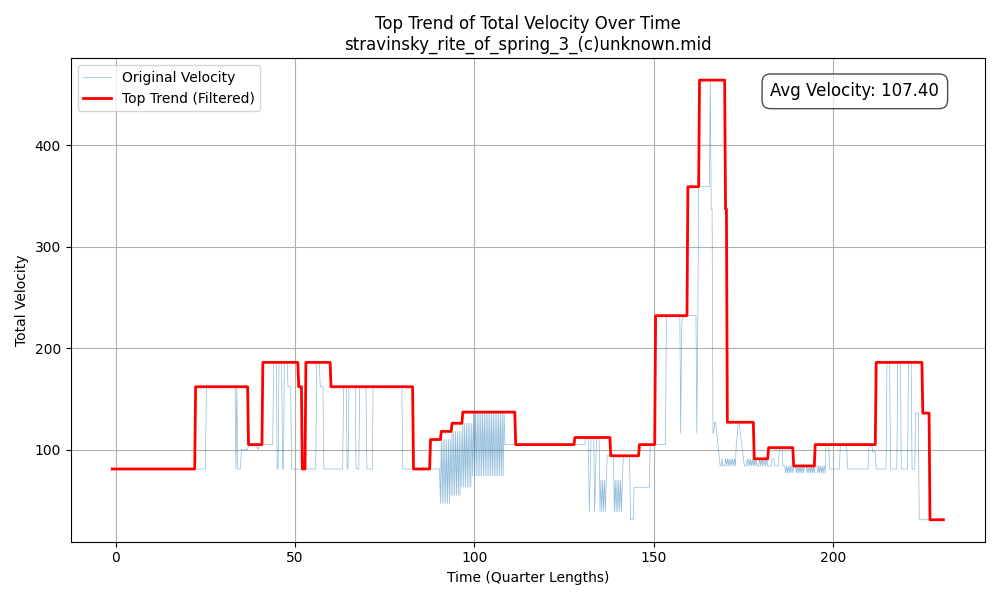 Top Trend of Total Velocity Over Time
stravinsky_rite_of_spring_3_(c)unknown.mid
Original Velocity
Top Trend (Filtered)
Avg Velocity: 107.40
Total Velocity
400
300
200
100
0
50
100
150
200
Time (Quarter Lengths)